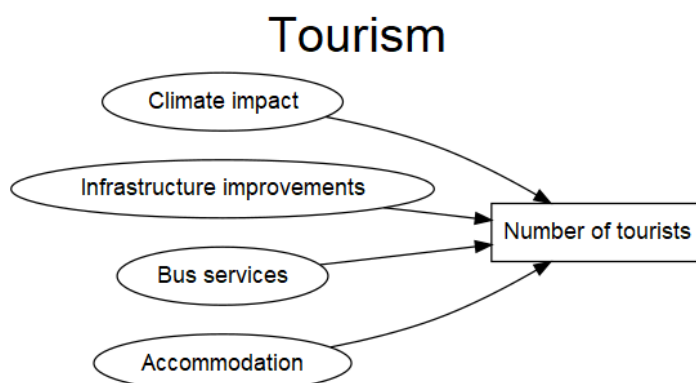 Tourism
Climate impact
Infrastructure improvements
Number of tourists
Bus services
Accommodation